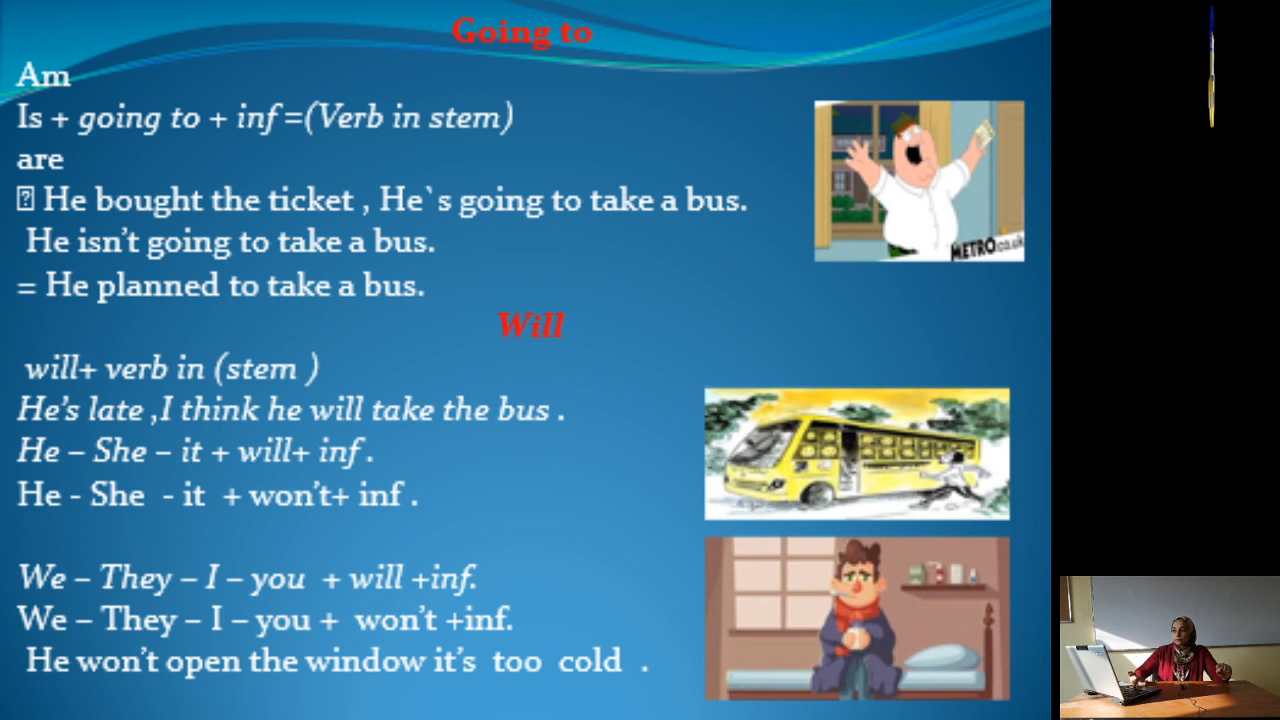 Going to
Am
Is + going to + inf =(Verb in stem)
are
He bought the ticket , He`s going to take a bus.
He isn't going to take a bus.
= He planned to take a bus.
METRO.co.uk
Will
will+ verb in (stem )
He's late ,I think he will take the bus .
He – She – it + will+ inf .
He - She - it + won't+ inf .
We – They – I – you + will +inf.
We – They – I – you + won't +inf.
He won't open the window it's too cold .